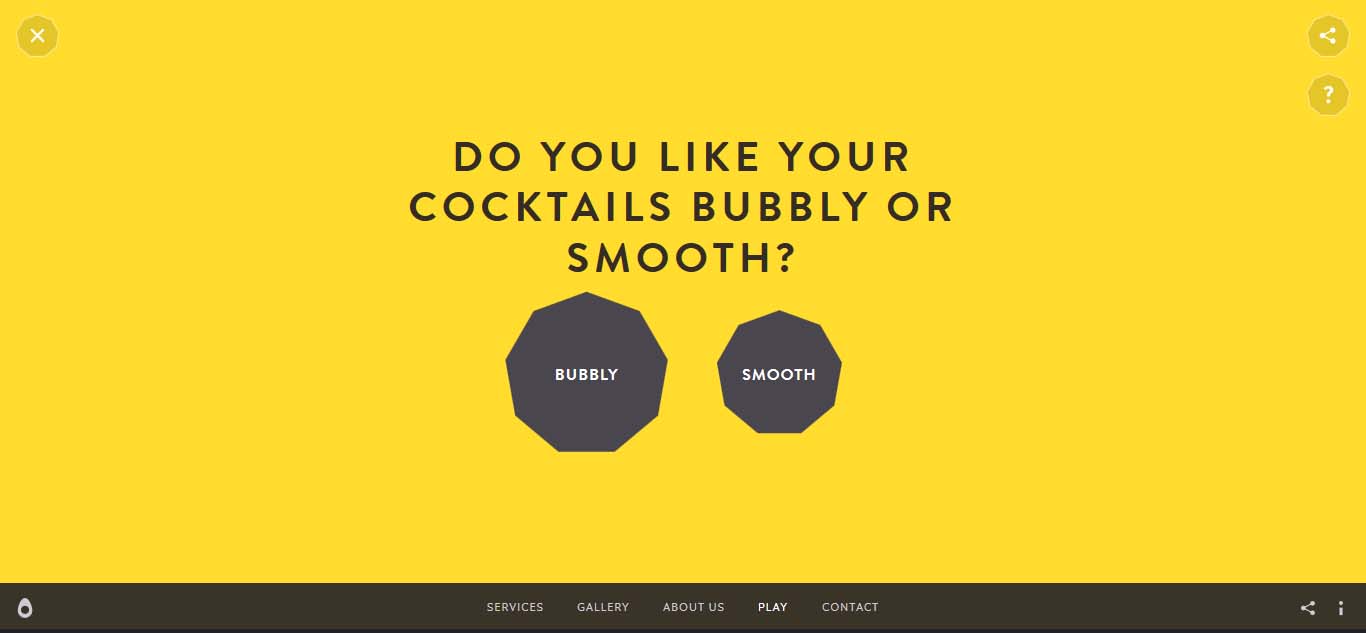 ?
DO YOU LIKE YOUR
COCKTAILS BUBBLY OR
SMOOTH?
BUBBLY
SMOOTH
SERVICES
GALLERY
ABOUT US
PLAY
CONTACT